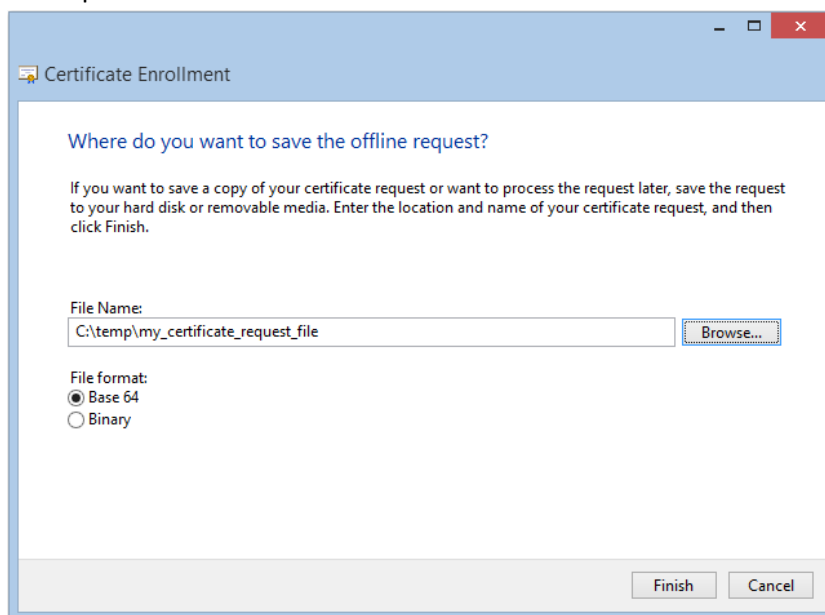 Certificate Enrollment
Where do you want to save the offline request?
If you want to save a copy of your certificate request or want to process the request later, save the request
to your hard disk or removable media. Enter the location and name of your certificate request, and then
click Finish.
File Name:
C:\temp\my_certificate_request_file
Browse...
File format:
Base 64
Binary
Finish
Cancel